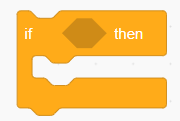 if then